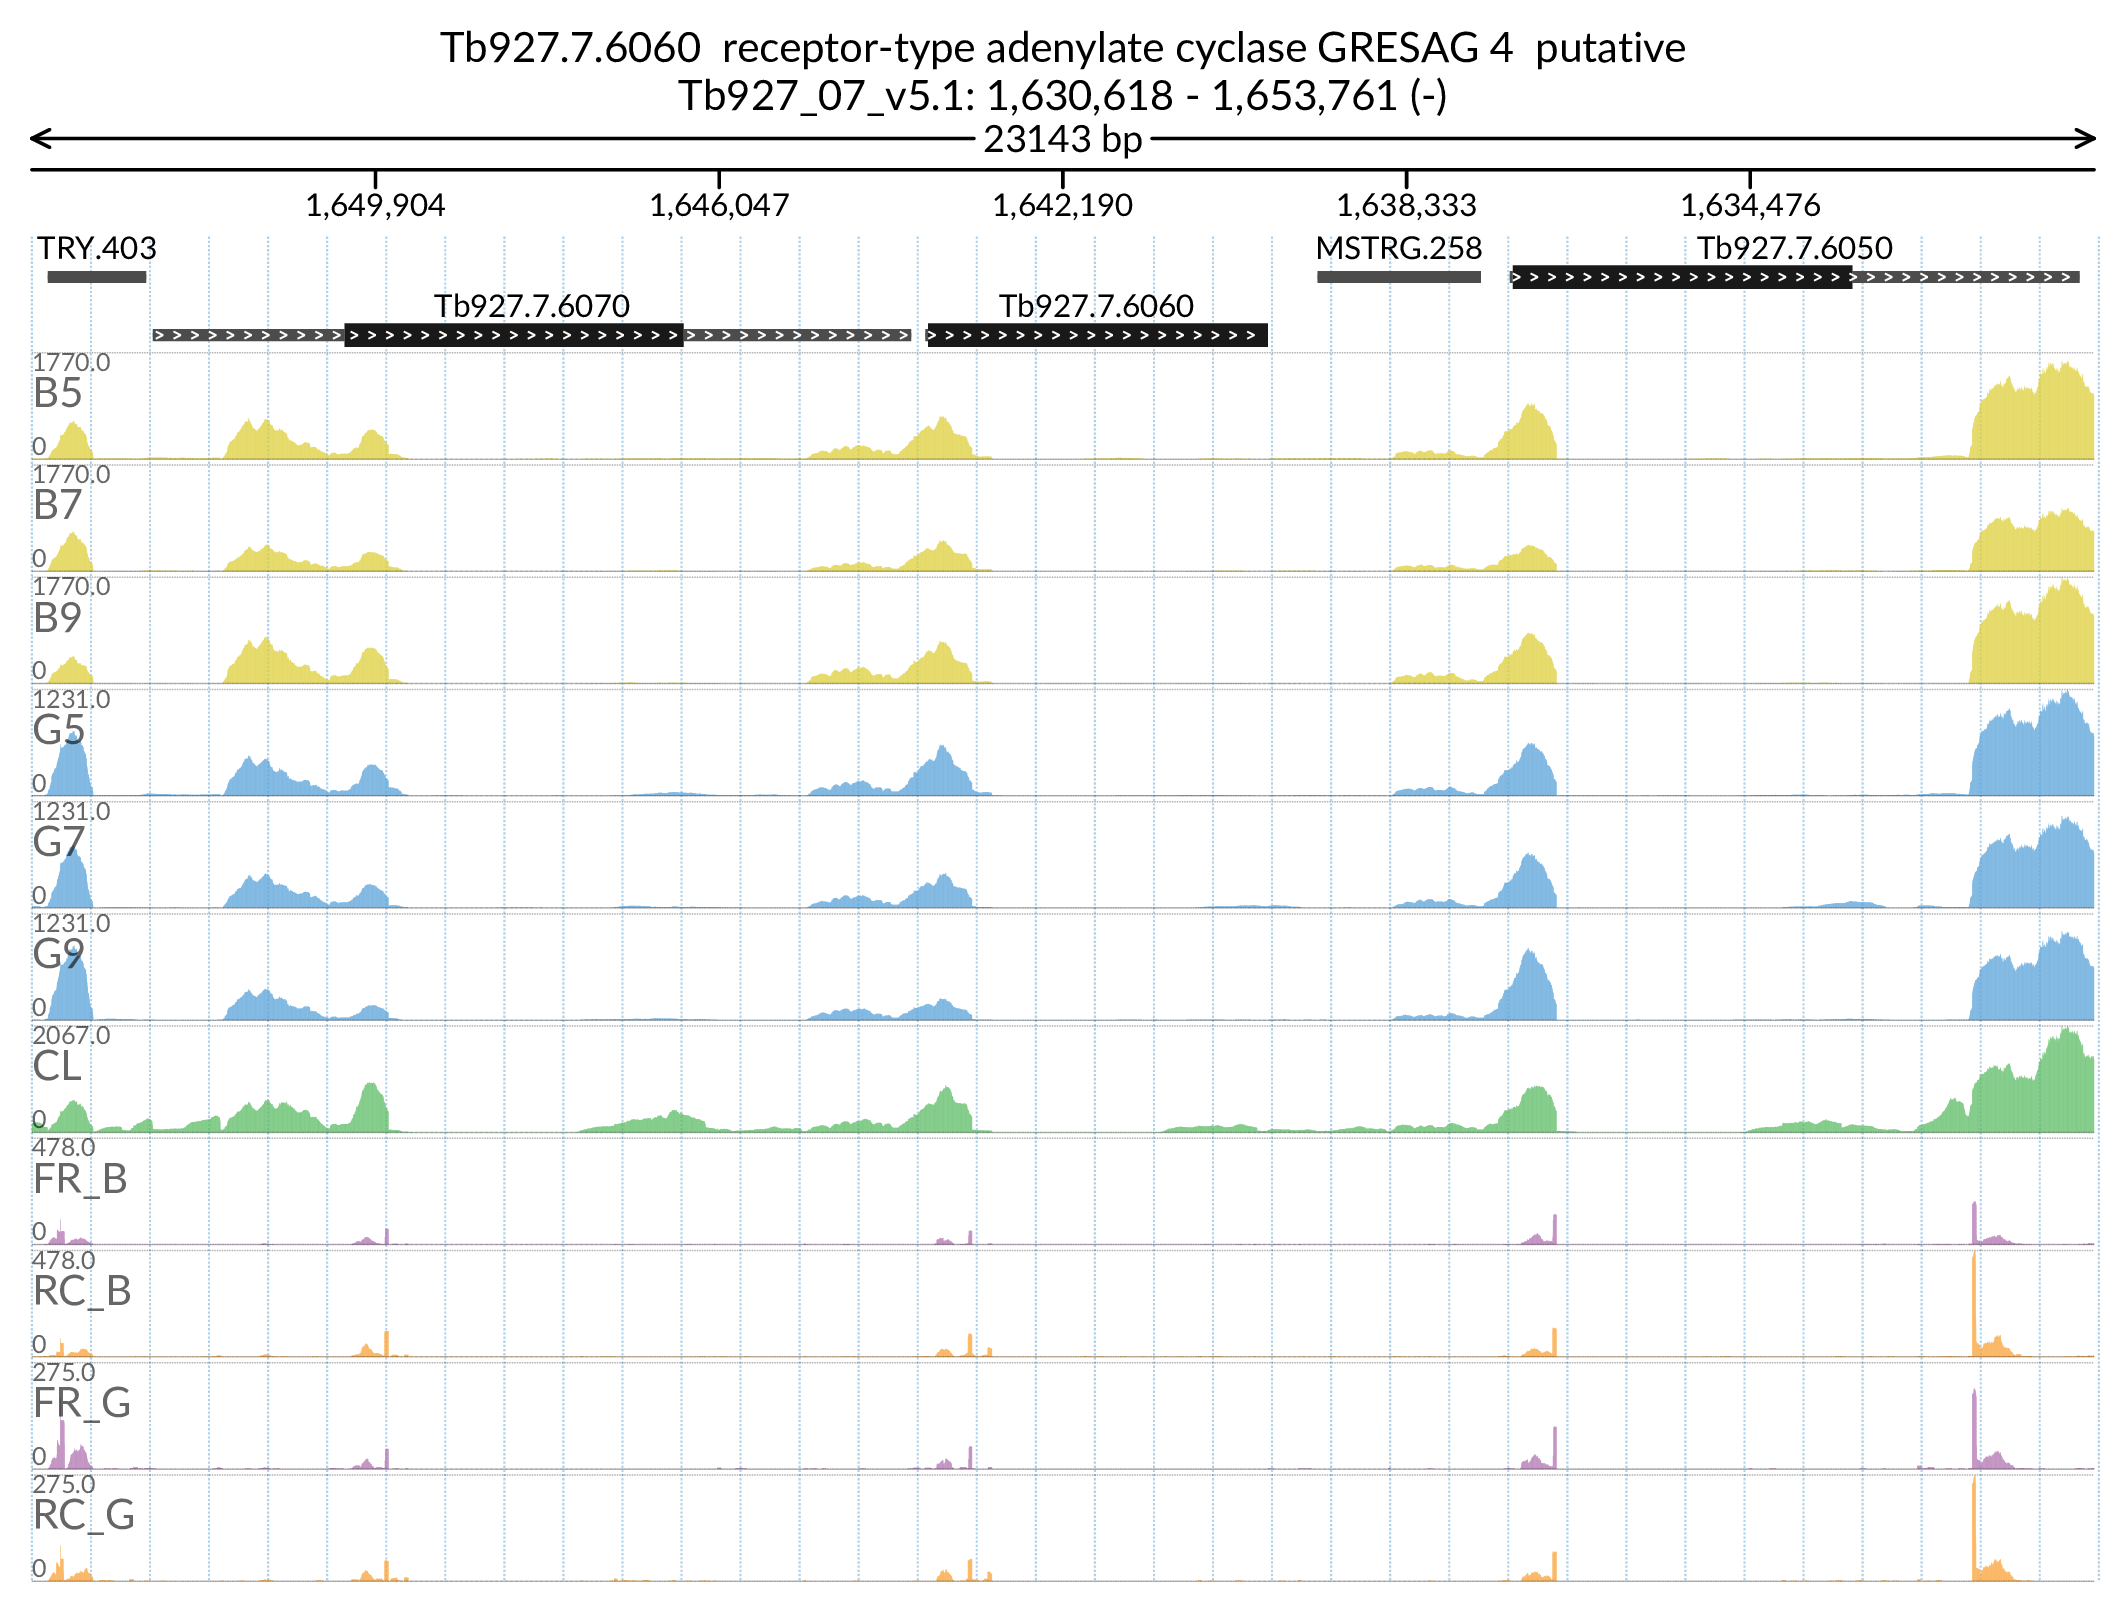 Tb927.7.6060  receptor-type adenylate cyclase GRESAG 4  putative
Tb927_07_v5.1: 1,630,618 - 1,653,761 (-)
23143 bp
1,649,904 1,646,047 1,642,190 1,638,333 1,634,476
TRY.403 MSTRG.258 Tb927.7.6050
Tb927.7.6070 Tb927.7.6060
1770.0
B5
0
1770.0
B7
0
1770.0
B9
0
1231.0
G5
0
1231.0
G7
0
1231.0
G9
0
2067.0
CL
0
478.0
FR_B
0
478.0
RC_B
0
275.0
FR_G
0
275.0
RC_G
0